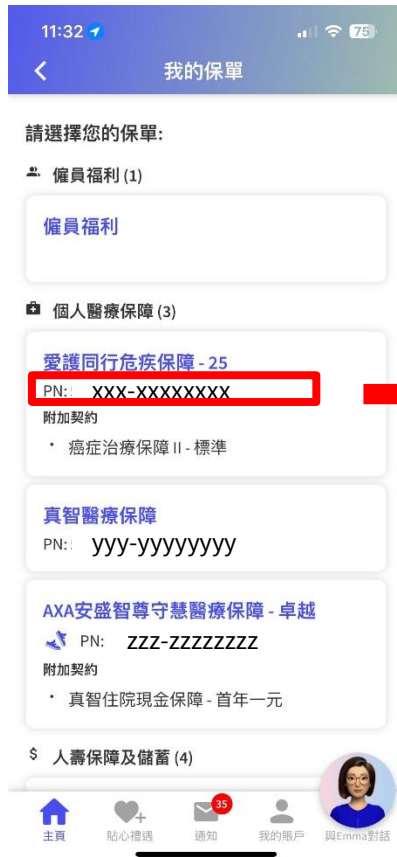 11:32
75
我的保單
請選擇您的保單:
僱員福利 (1)
僱員福利
個人醫療保障 (3)
愛護同行危疾保障 - 25
PN: XXX-XXXXXXXX
附加契約
· 癌症治療保障 II - 標準
真智醫療保障
PN: YYY-YYYYYYYY
AXA安盛智尊守慧醫療保障 - 卓越
PN: ZZZ-ZZZZZZZZ
附加契約
· 真智住院現金保障 - 首年一元
$ 人壽保障及儲蓄 (4)
35
主頁 貼心禮遇 通知 我的賬戶 與Emma對話